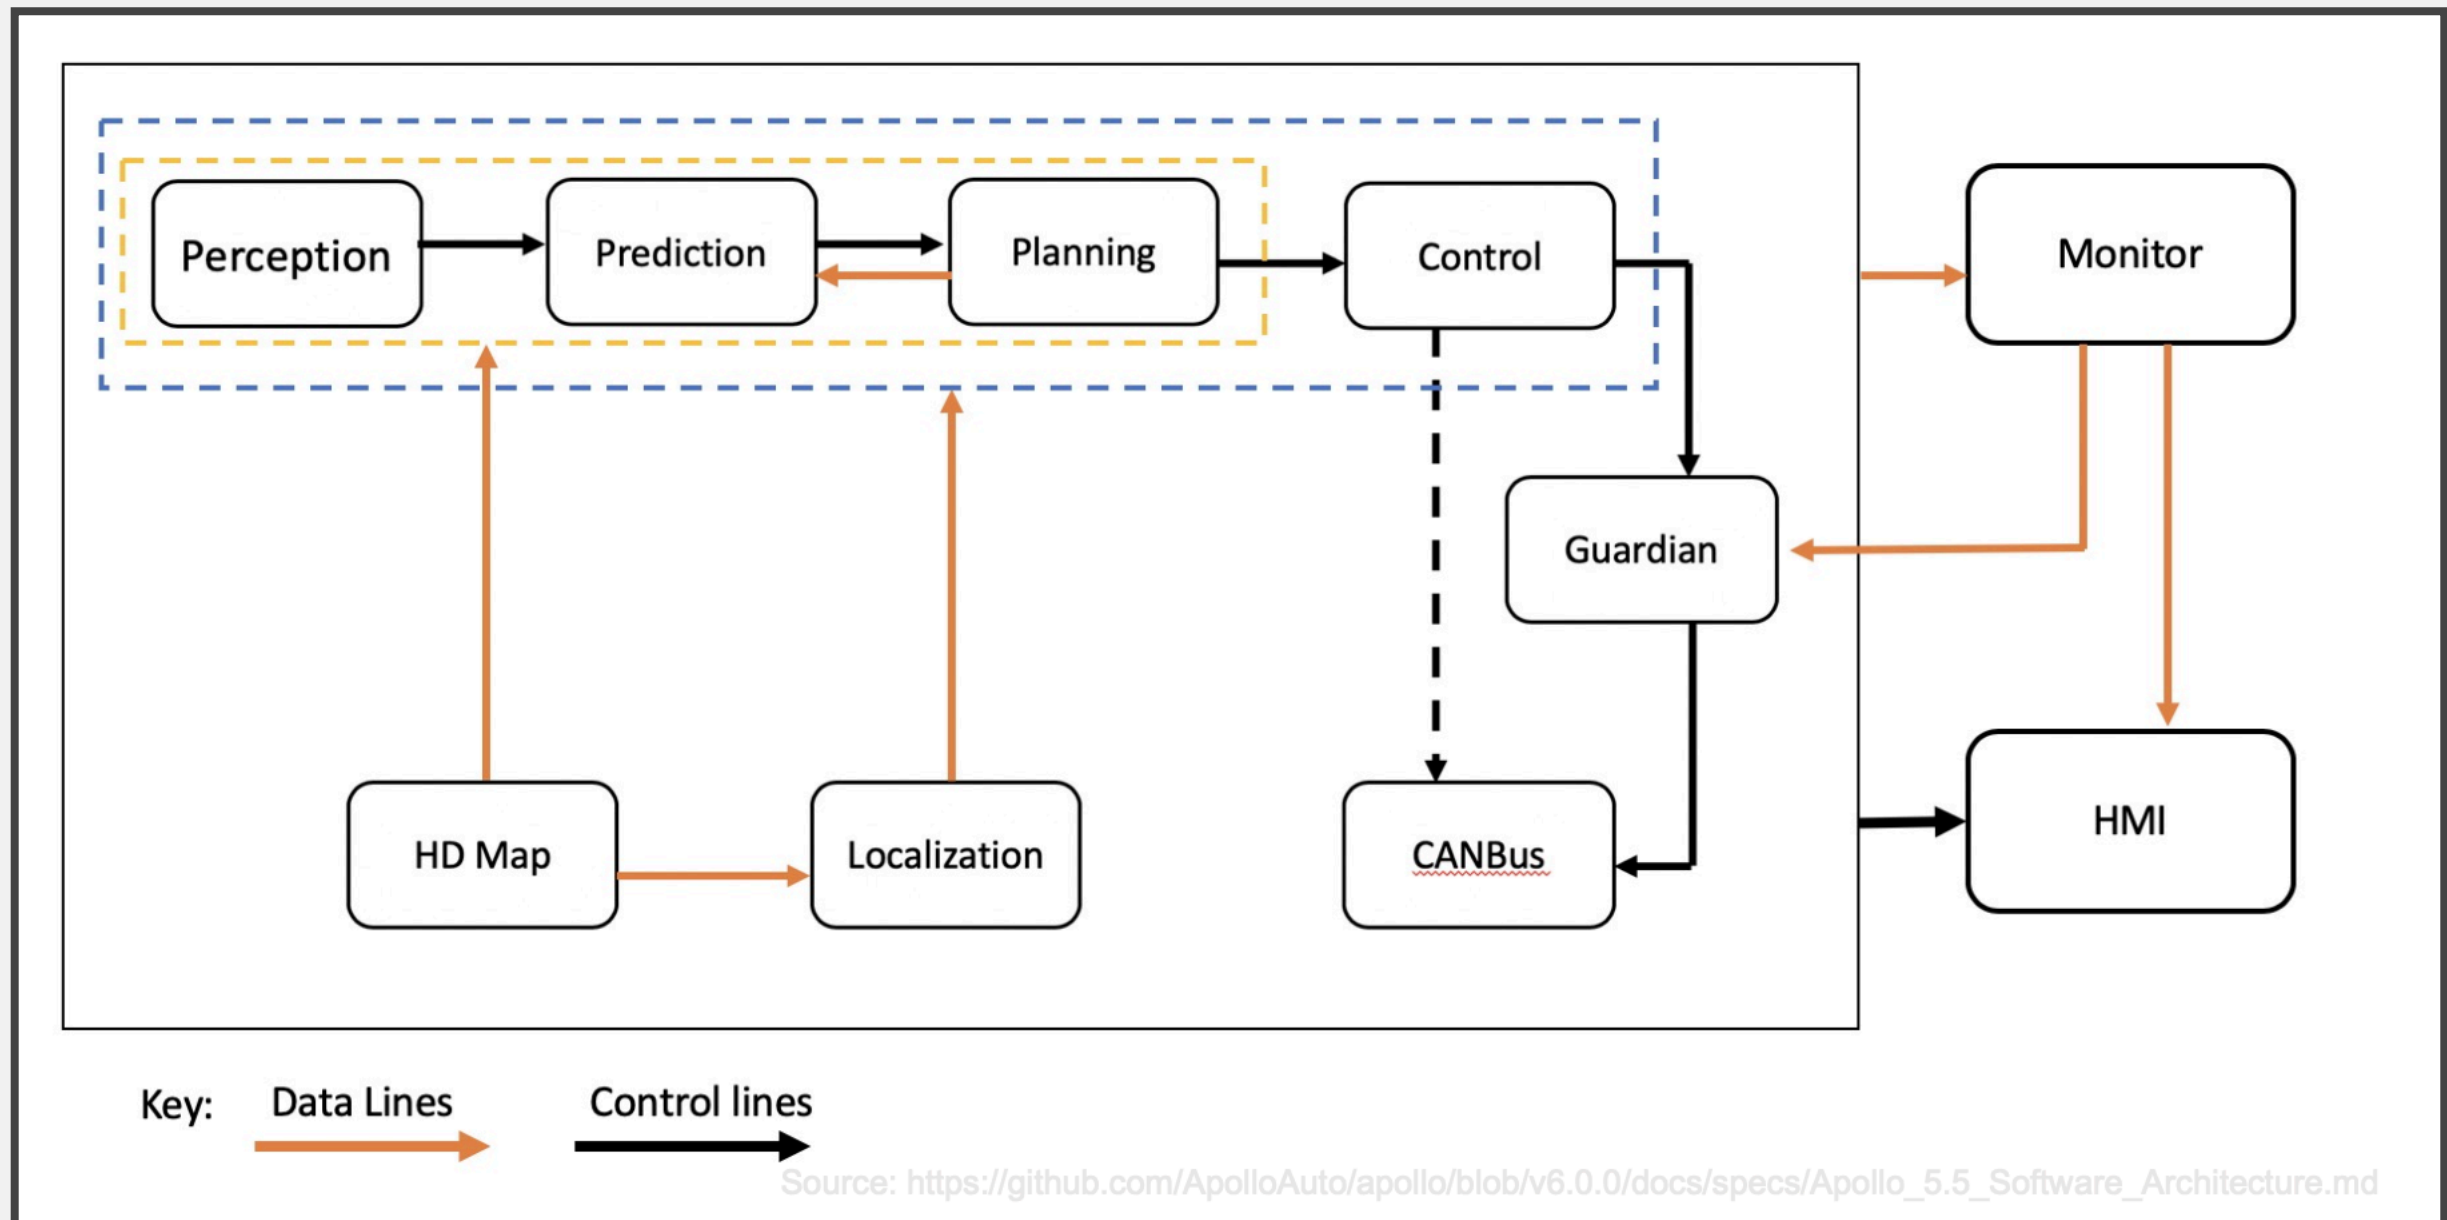 Perception
Prediction
Planning
Control
Monitor
Guardian
HD Map
Localization
CANBus
HMI
Key:
Data Lines
Control lines
Source: https://github.com/ApolloAuto/apollo/blob/v6.0.0/docs/specs/Apollo_5.5_Software_Architecture.md